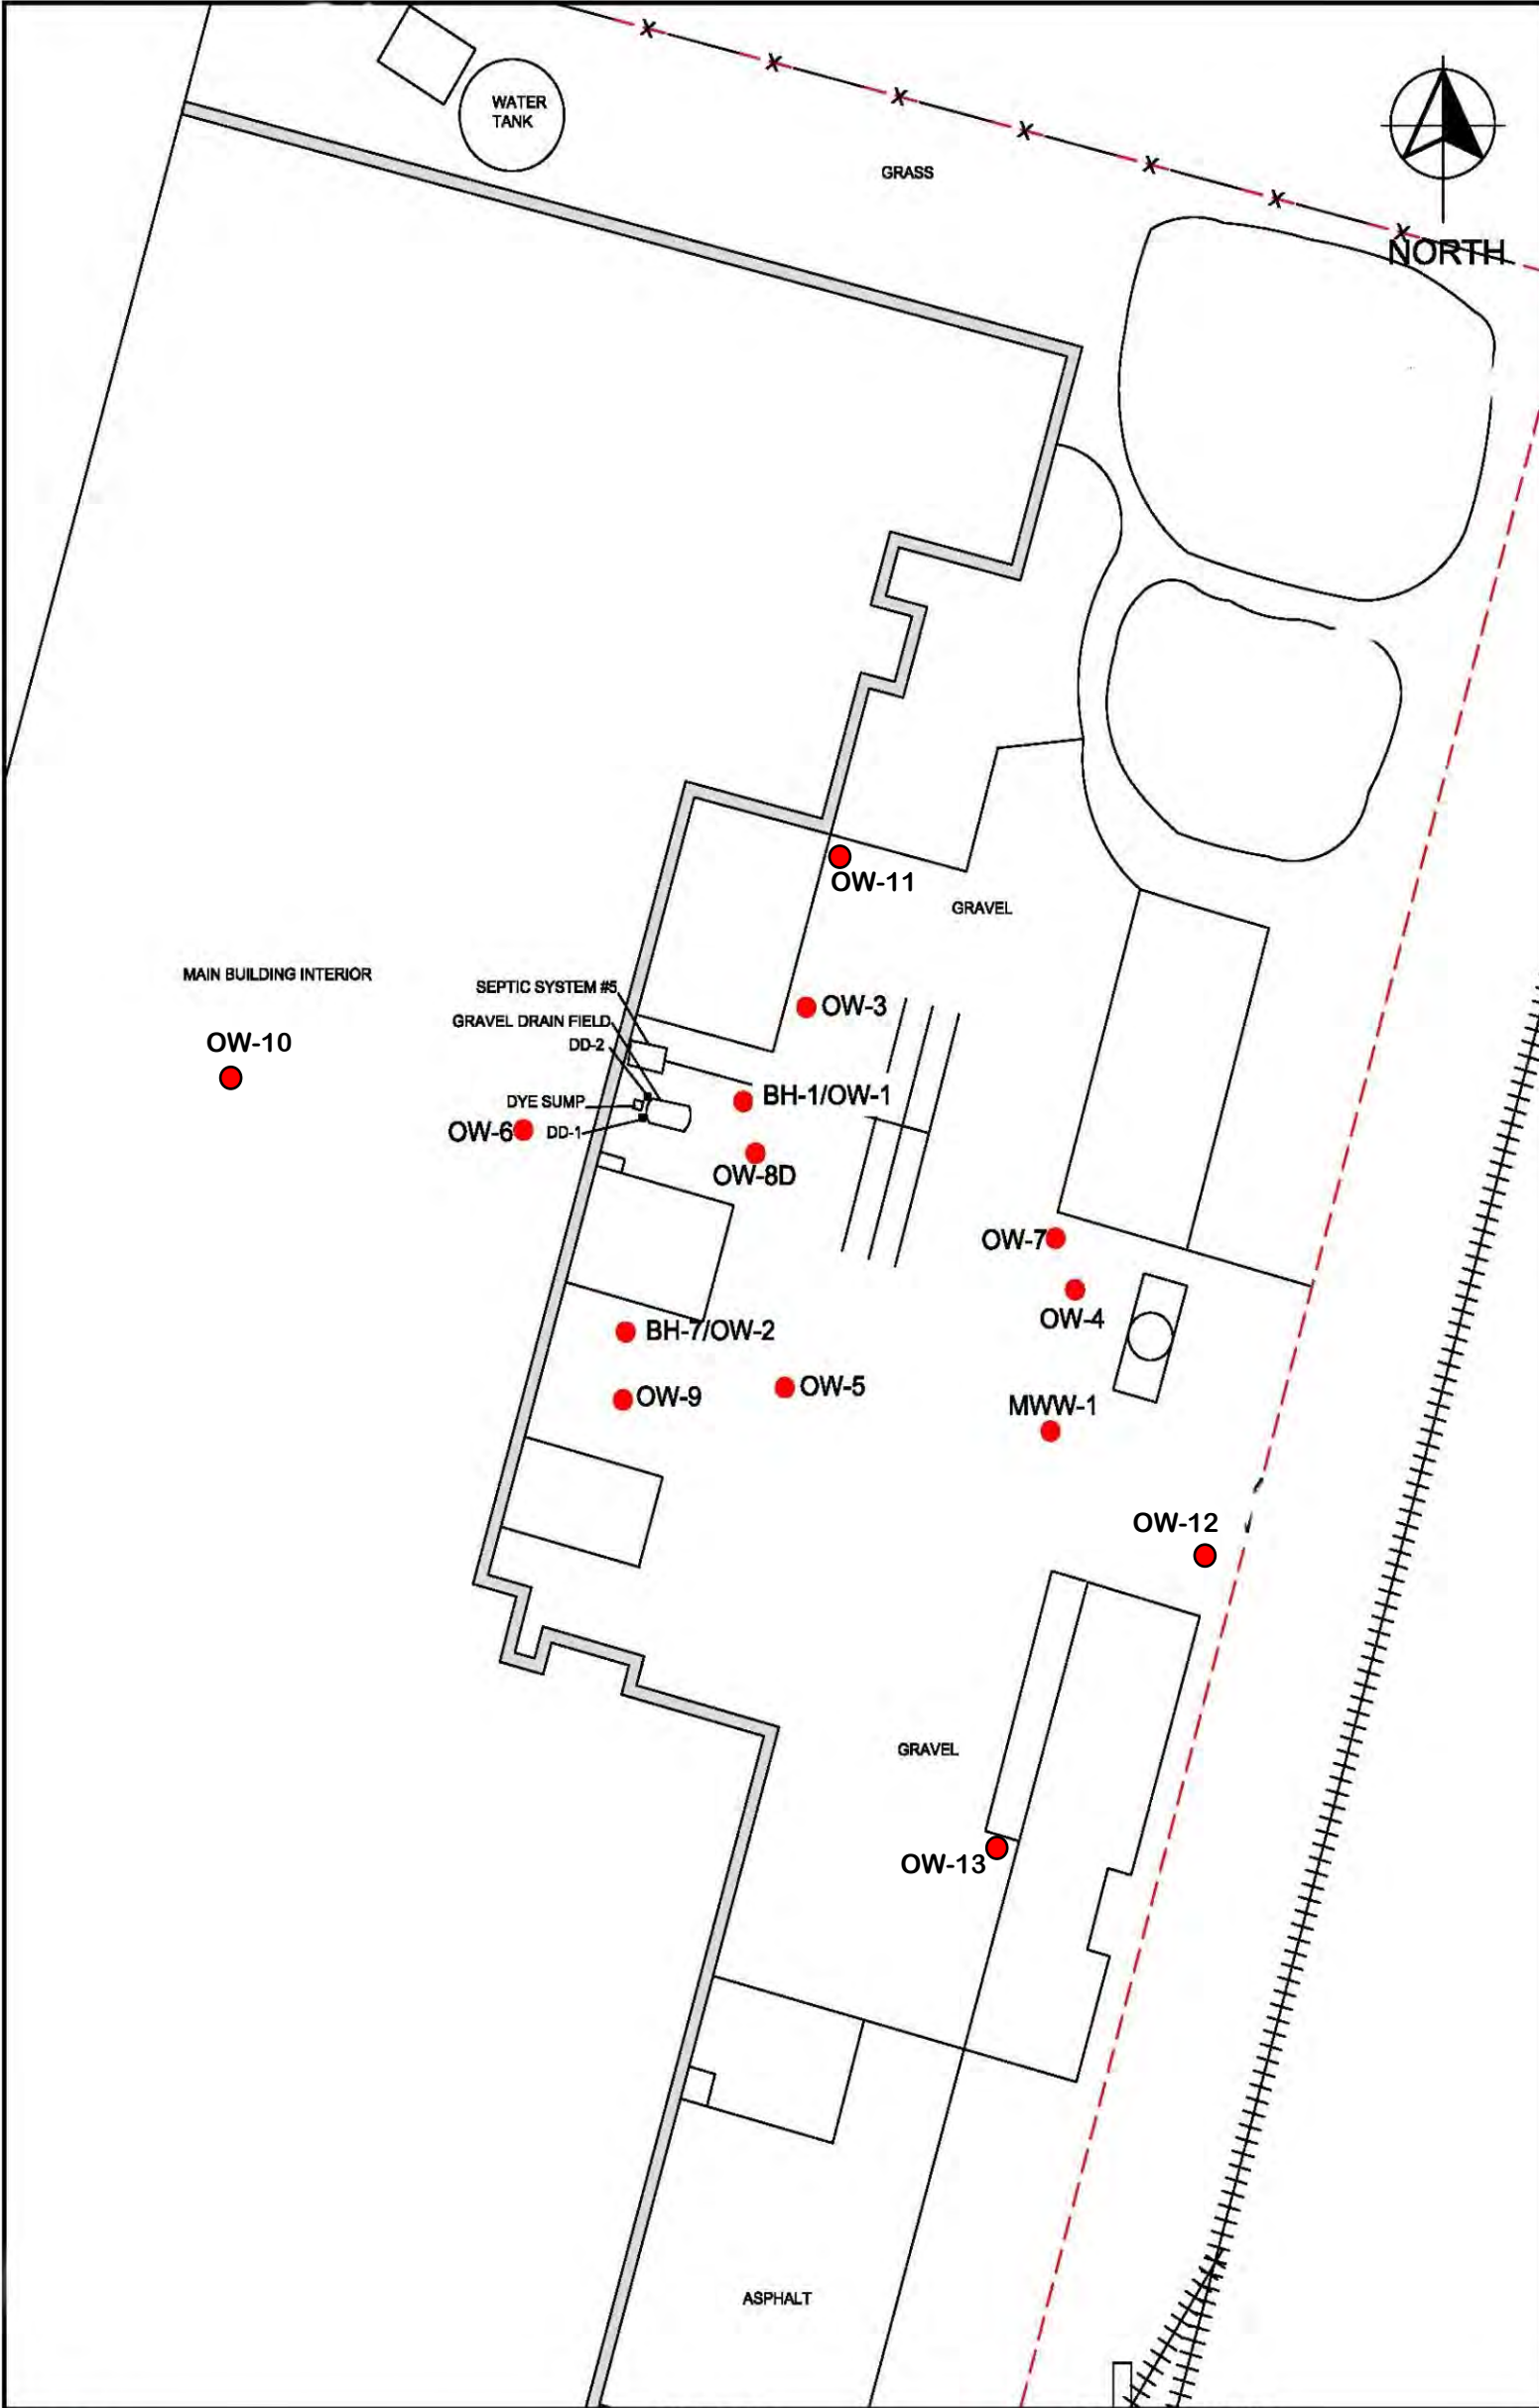 WATER
TANK
GRASS
NORTH
OW-11
GRAVEL
MAIN BUILDING INTERIOR
SEPTIC SYSTEM #5
OW-3
GRAVEL DRAIN FIELD
OW-10
DD-2
BH-1/OW-1
DYE SUMP
OW-6
DD-1
OW-8D
OW-7
OW-4
BH-7/OW-2
OW-5
OW-9
MWW-1
OW-12
GRAVEL
OW-13
ASPHALT